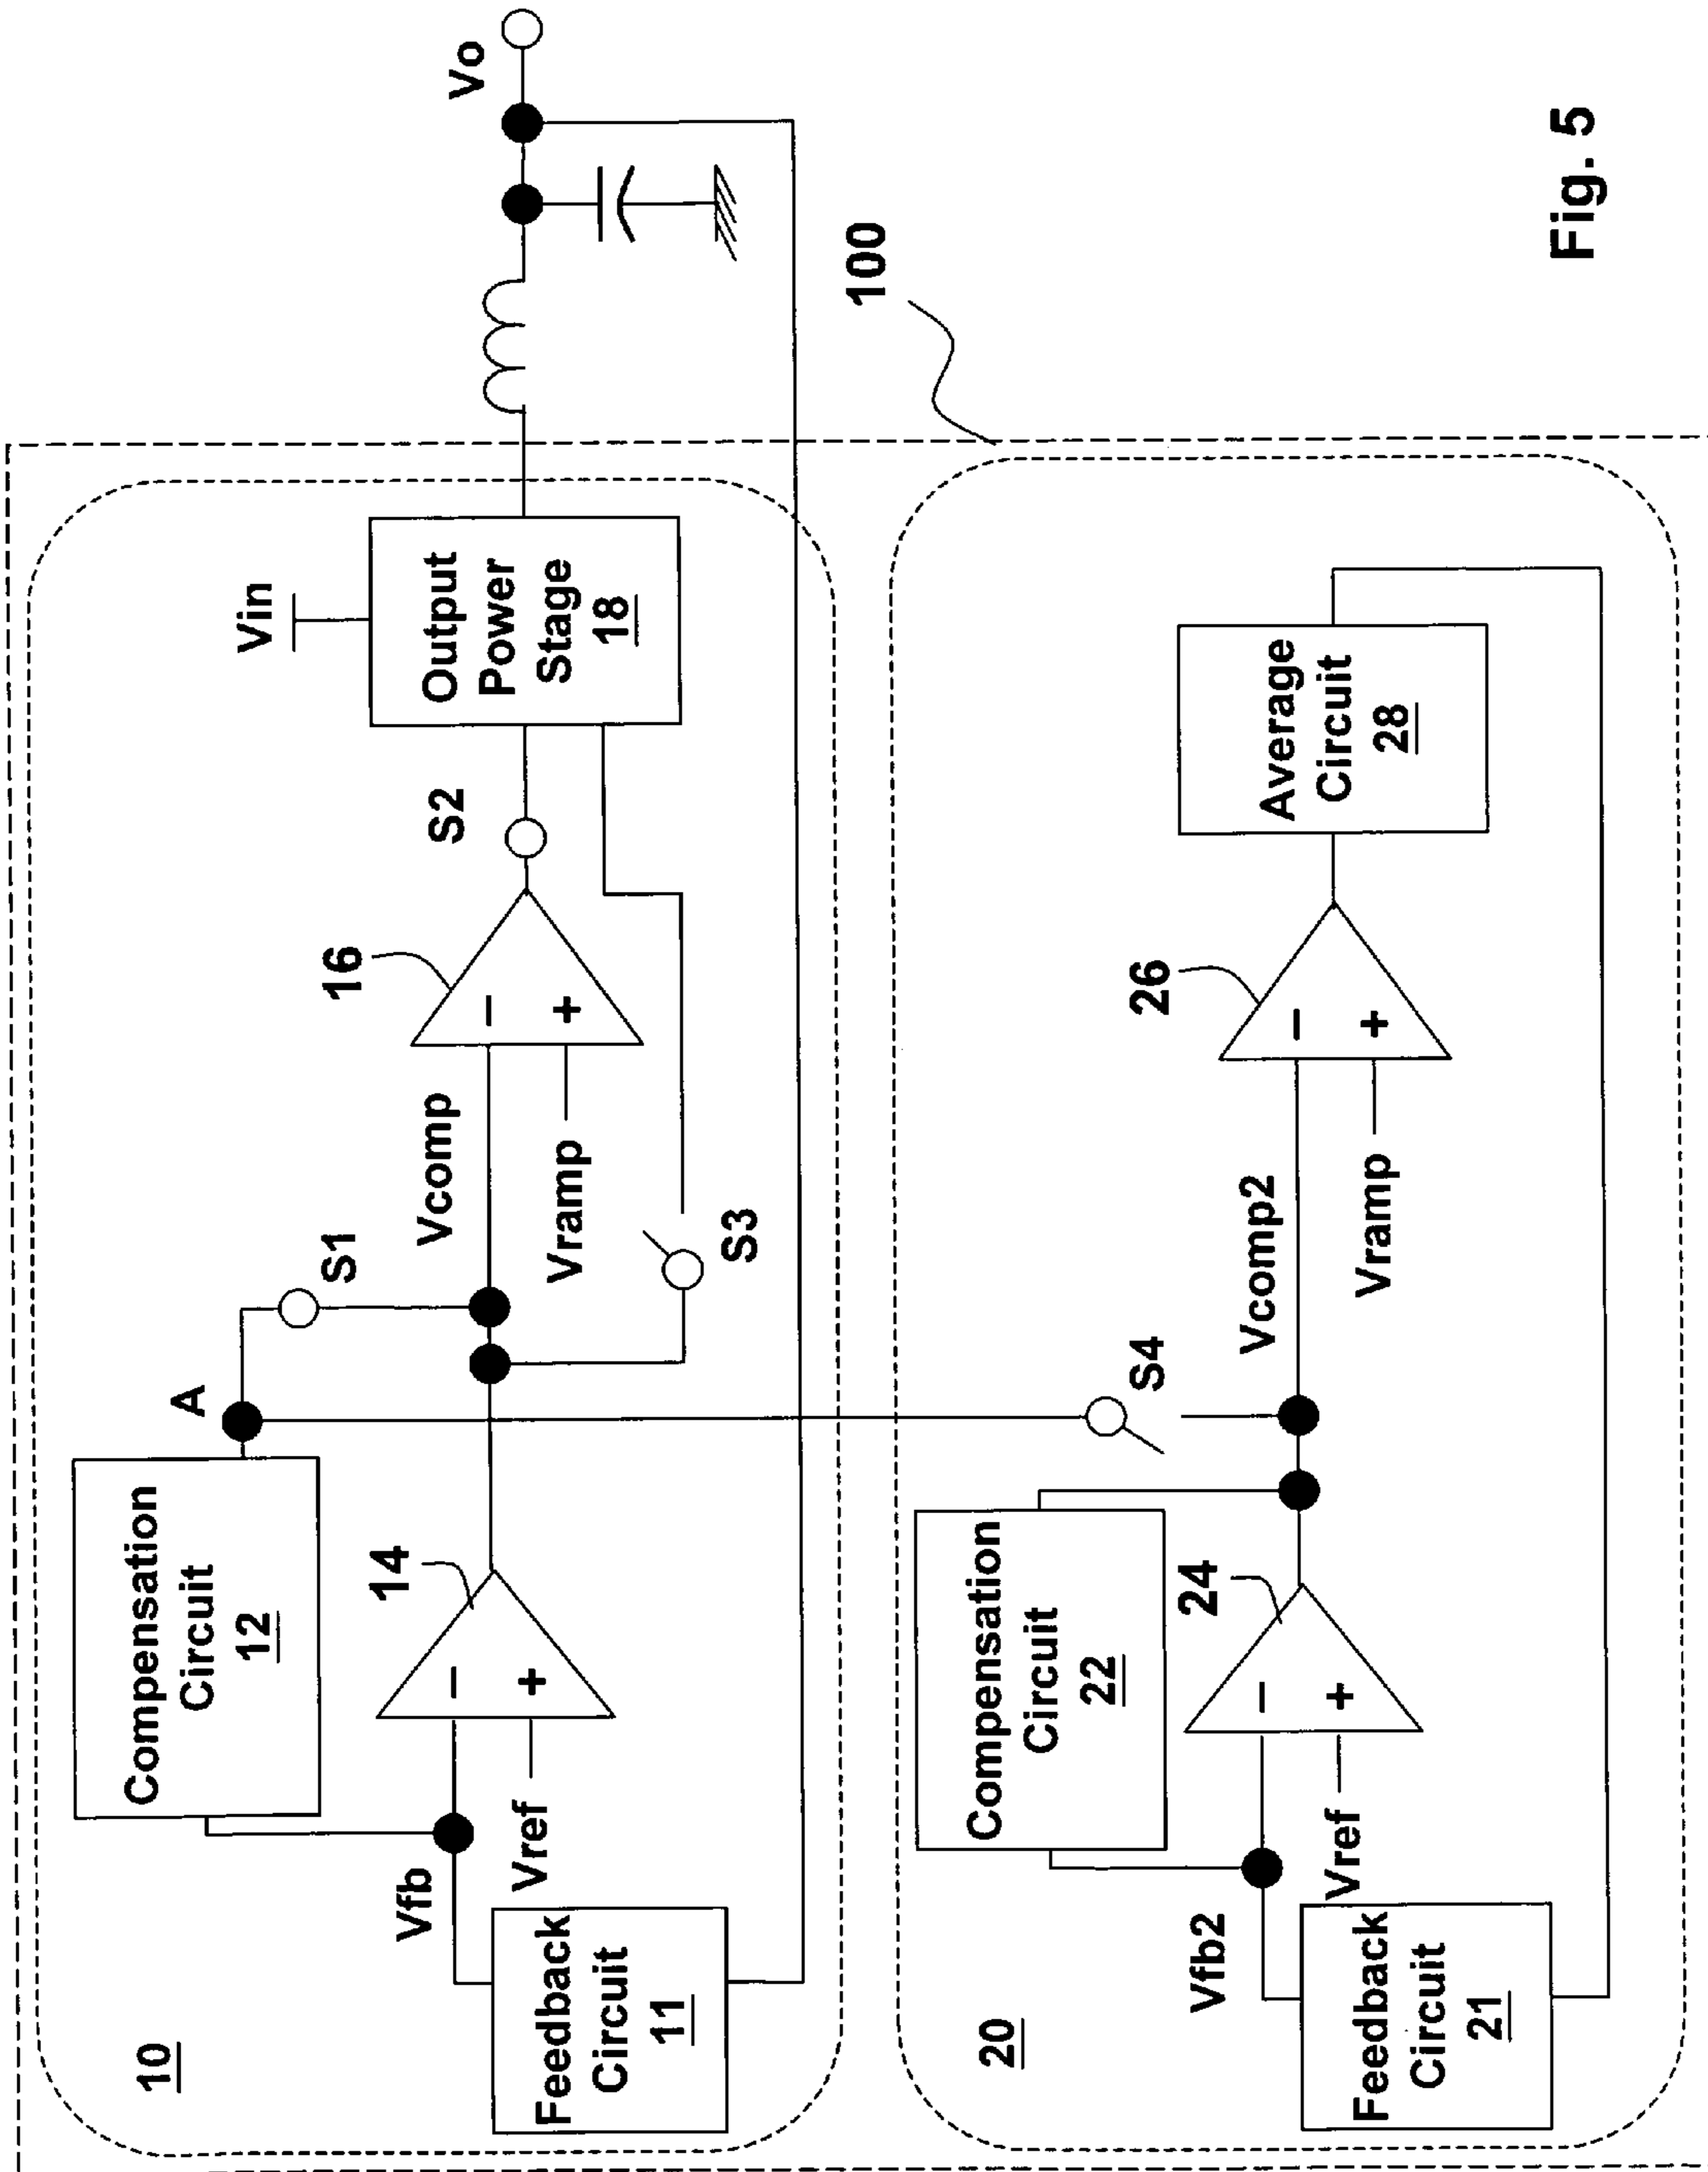 10
Compensation
Circuit
12
A
S1
Vin
Vo
14
16
S2
Output
Power
Stage
18
Vfb
Vcomp
Vref
Vramp
S3
Feedback
Circuit
11
−
+
−
+
100
20
Compensation
Circuit
22
S4
24
26
Average
Circuit
28
Vfb2
Vcomp2
Vref
Vramp
Feedback
Circuit
21
−
+
−
+
Fig. 5